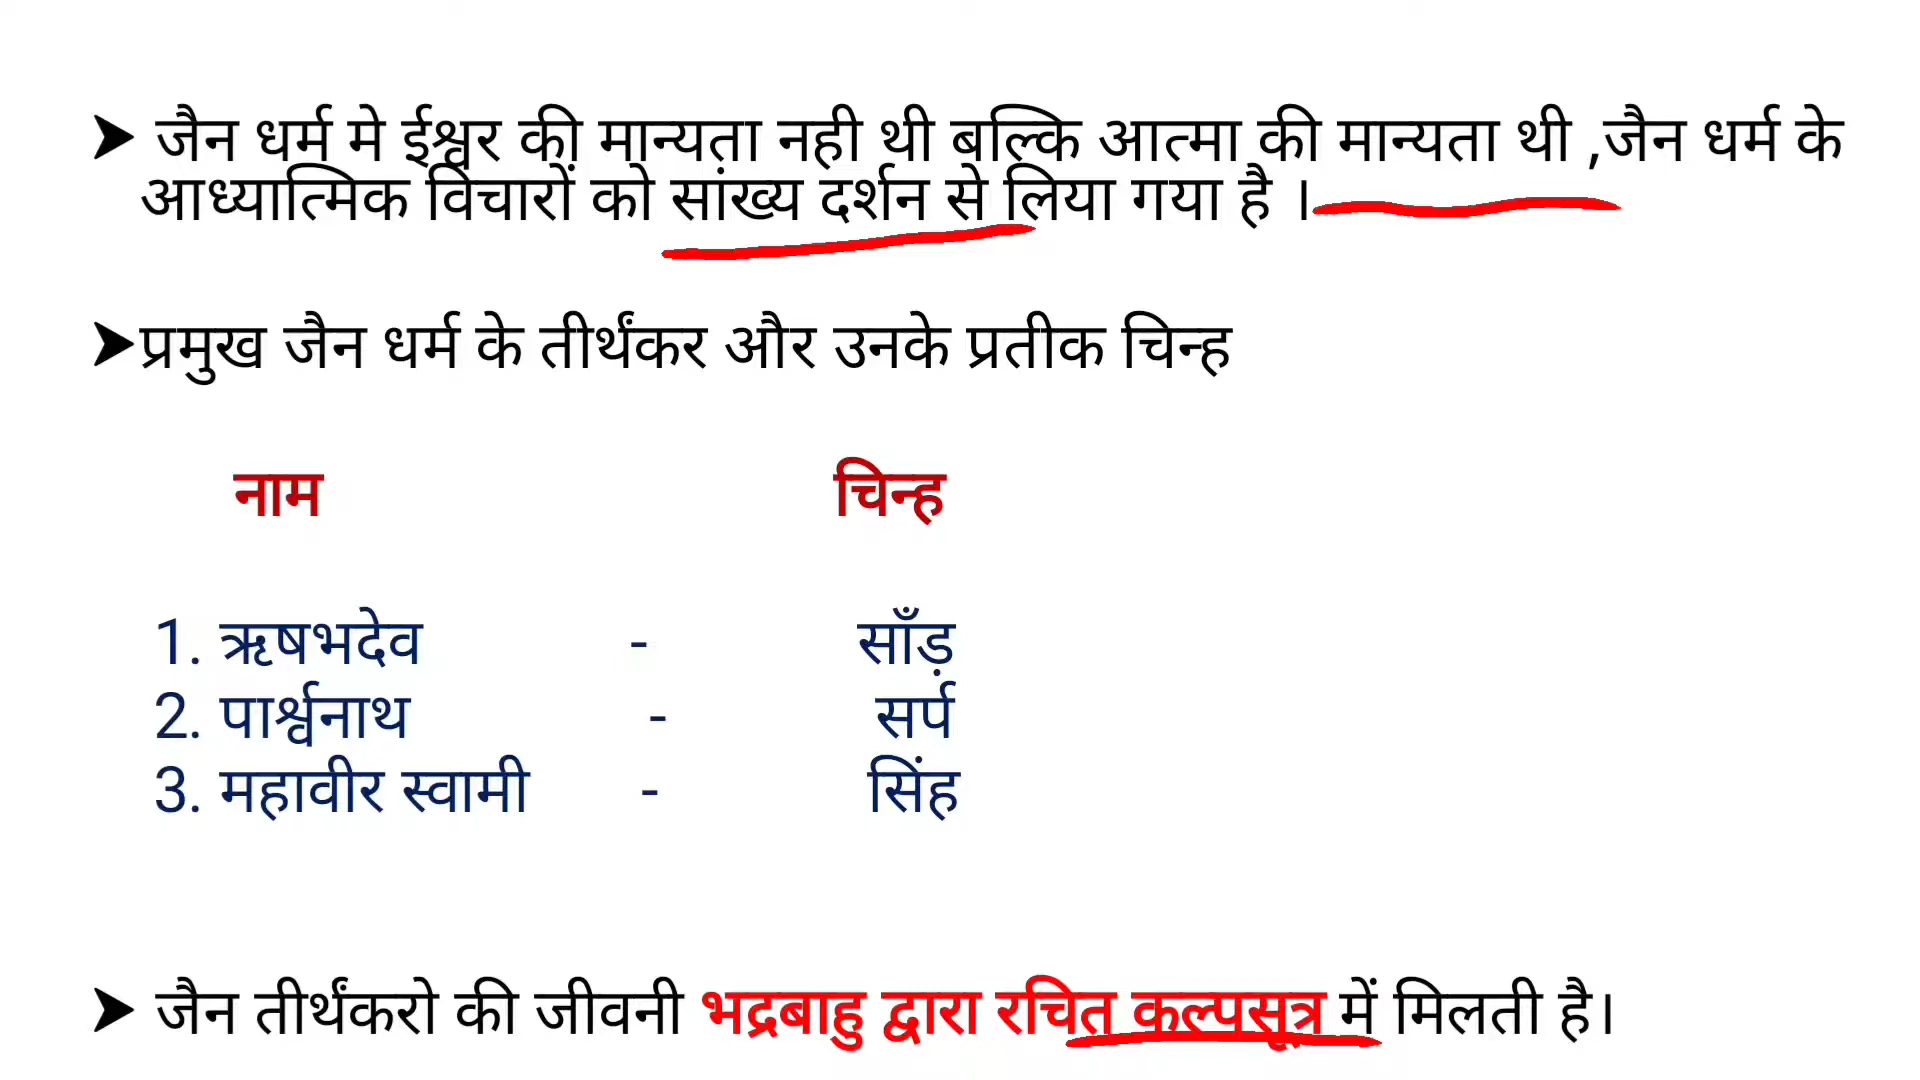 ➤ जैन धर्म मे ईश्वर की मान्यता नही थी बल्कि आत्मा की मान्यता थी ,जैन धर्म के
आध्यात्मिक विचारों को सांख्य दर्शन से लिया गया है ।
➤प्रमुख जैन धर्म के तीर्थंकर और उनके प्रतीक चिन्ह
नाम चिन्ह
1. ऋषभदेव - साँड़
2. पार्श्वनाथ - सर्प
3. महावीर स्वामी - सिंह
➤ जैन तीर्थंकरो की जीवनी भद्रबाहु द्वारा रचित कल्पसूत्र में मिलती है।